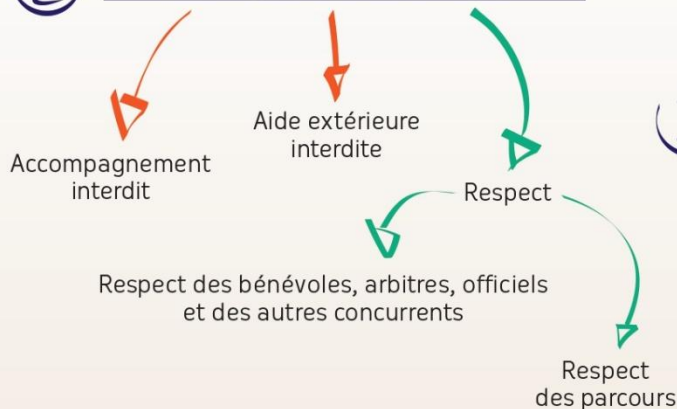 Aide extérieure
interdite
Accompagnement
interdit
Respect
Respect des bénévoles, arbitres, officiels
et des autres concurrents
Respect
des parcours